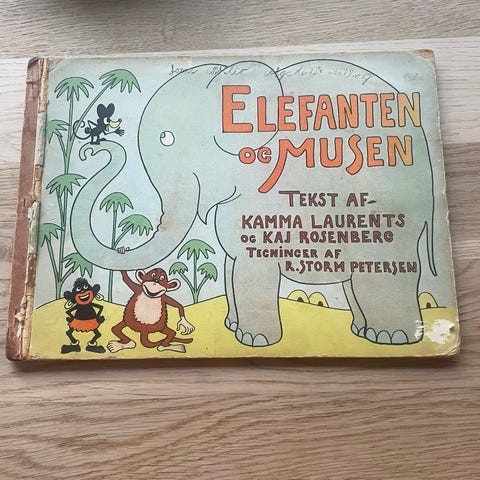 ELEFANTEN
OG MUSEN
TEKST AF
KAMMA LAURENTS
OG KAJ ROSENBERG
TEGNINGER AF
R. STORM PETERSEN